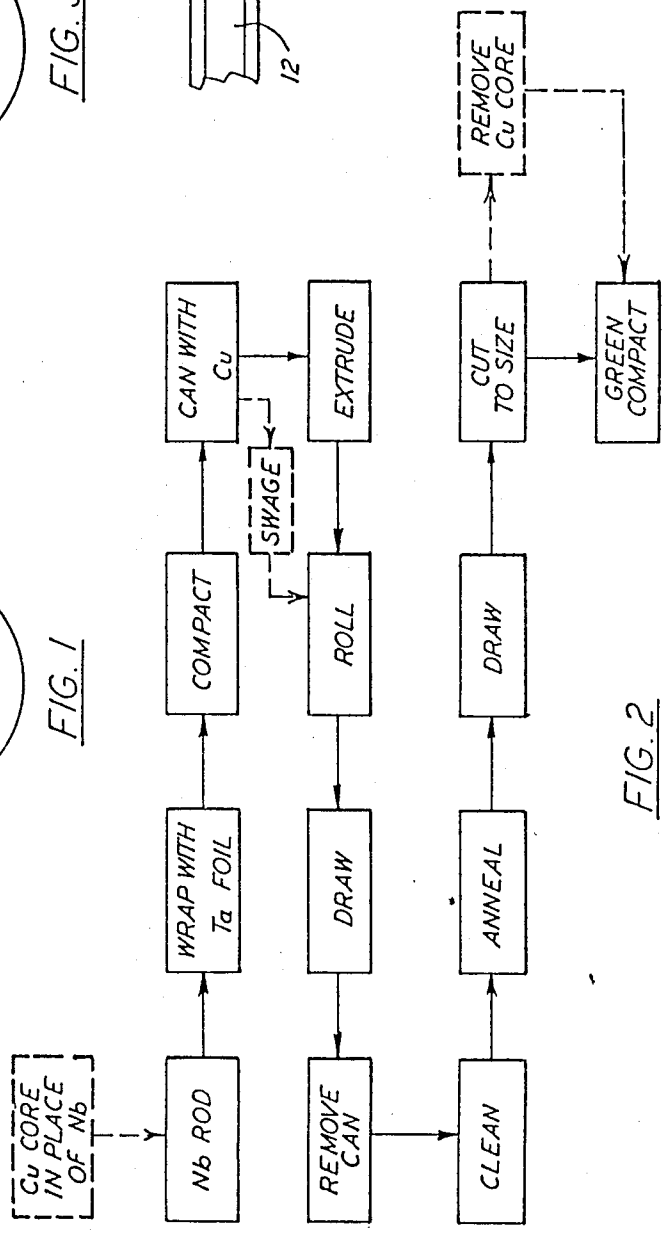 FIG. 1
FIG. 3
12
Cu CORE
IN PLACE
OF Nb
Nb ROD
WRAP WITH
Ta FOIL
COMPACT
CAN WITH
Cu
SWAGE
EXTRUDE
ROLL
DRAW
REMOVE
CAN
CLEAN
ANNEAL
DRAW
CUT
TO SIZE
REMOVE
Cu CORE
GREEN
COMPACT
FIG. 2